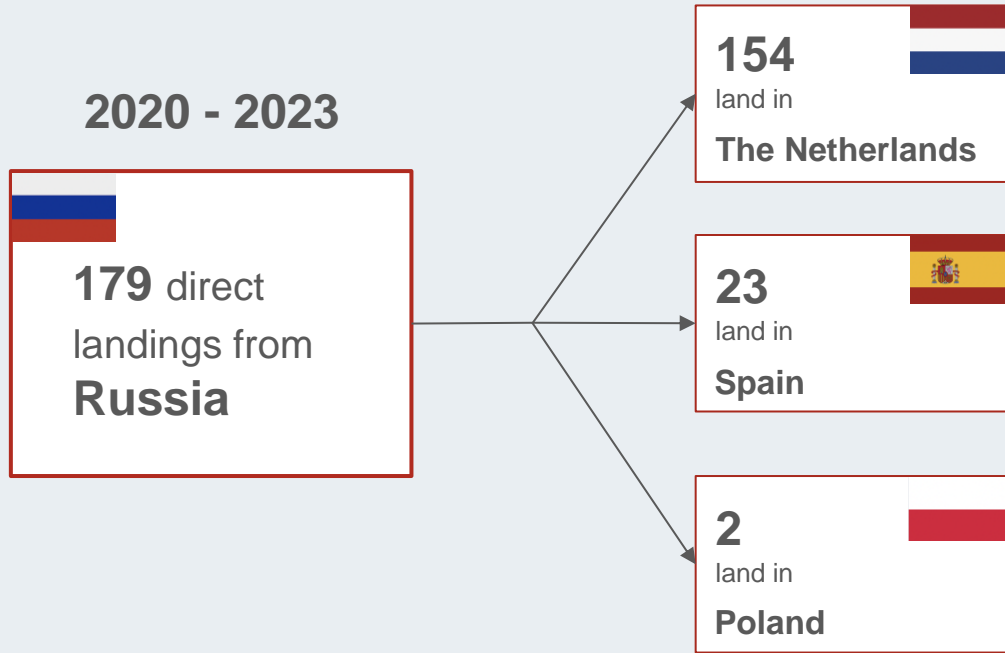 2020 - 2023
179 direct
landings from
Russia
154
land in
The Netherlands
23
land in
Spain
2
land in
Poland